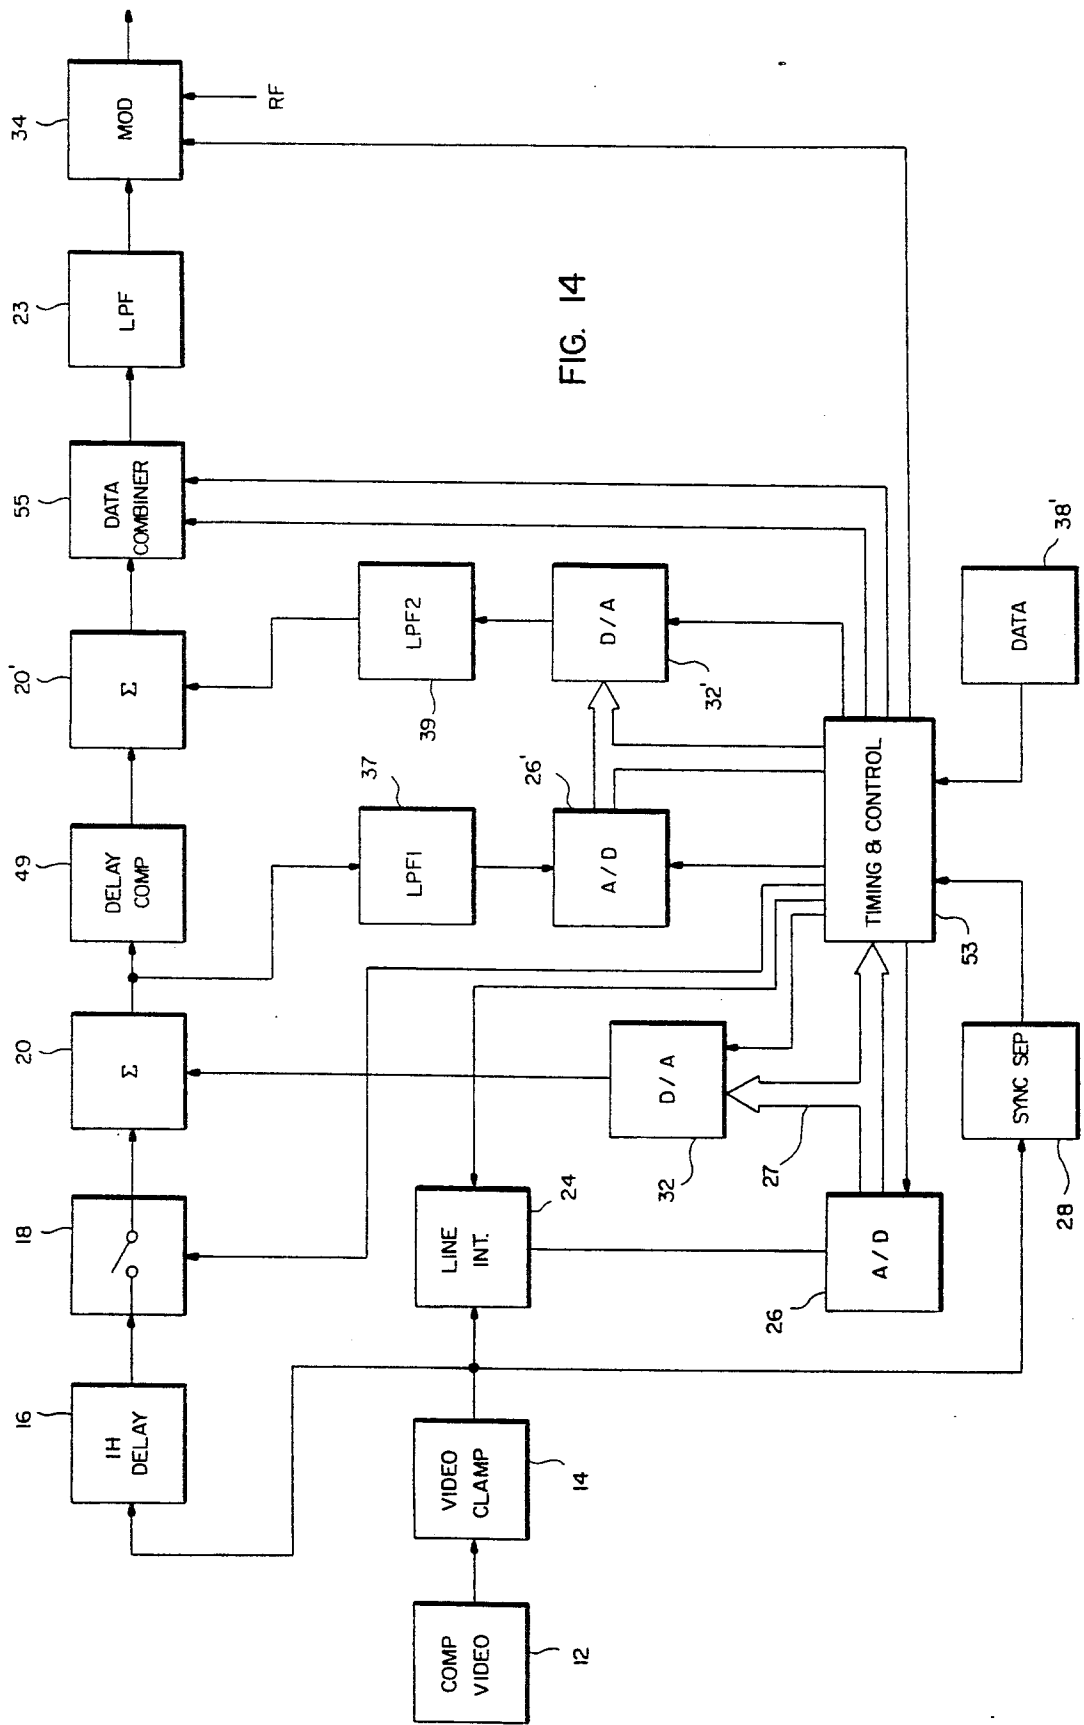 16
1H
DELAY
18
20
Σ
49
DELAY
COMP
20'
Σ
55
DATA
COMBINER
23
LPF
34
MOD
RF
37
LPF1
39
LPF2
FIG. 14
12
COMP
VIDEO
14
VIDEO
CLAMP
24
LINE
INT.
32
D/A
26'
A/D
32'
D/A
27
26
A/D
53
TIMING & CONTROL
28
SYNC SEP
38'
DATA